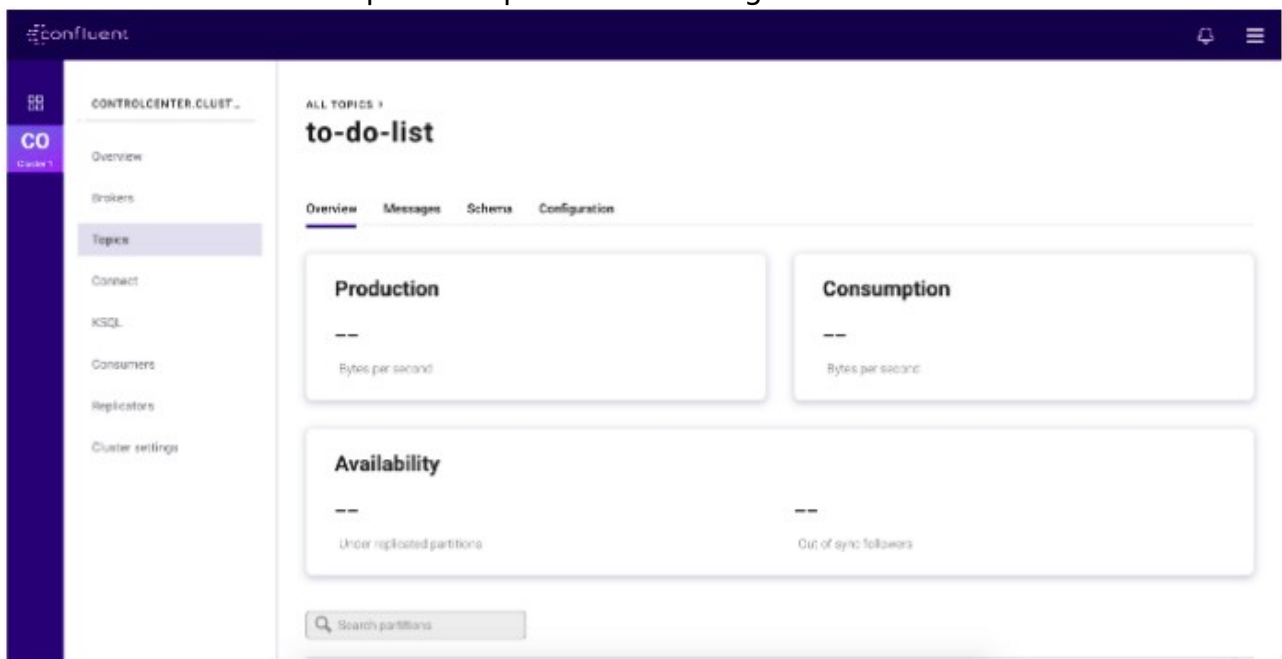 confluent
CONTROLCENTER.CLUST...
CO
Cluster 1
Overview
Brokers
Topics
Connect
KSQL
Consumers
Replicators
Cluster settings
ALL TOPICS >
to-do-list
Overview Messages Schema Configuration
Production
--
Bytes per second
Consumption
--
Bytes per second
Availability
--
Under replicated partitions
--
Out of sync followers
Search partitions